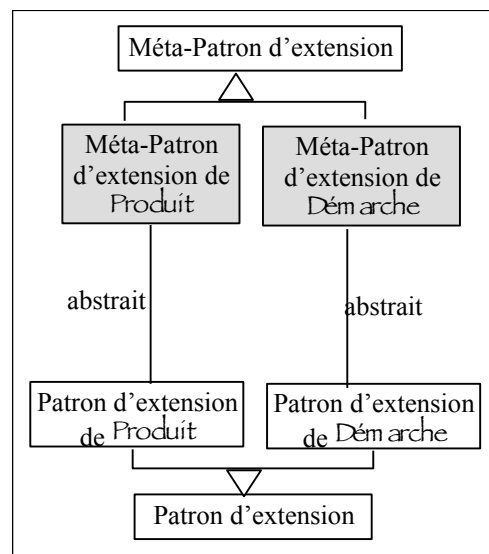 Méta-Patron d'extension
Méta-Patron
d'extension de
Produit
Méta-Patron
d'extension de
Démarche
abstrait
abstrait
Patron d'extension
de Produit
Patron d'extension
de Démarche
Patron d'extension